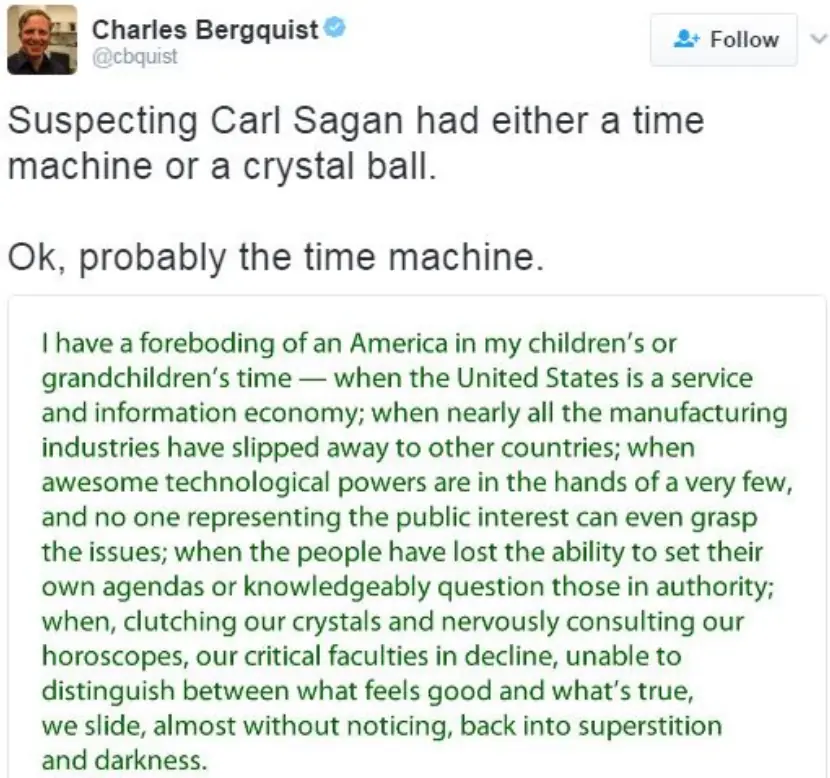 Charles Bergquist
@cbquist
Follow
Suspecting Carl Sagan had either a time
machine or a crystal ball.
Ok, probably the time machine.
I have a foreboding of an America in my children's or
grandchildren's time — when the United States is a service
and information economy; when nearly all the manufacturing
industries have slipped away to other countries; when
awesome technological powers are in the hands of a very few,
and no one representing the public interest can even grasp
the issues; when the people have lost the ability to set their
own agendas or knowledgeably question those in authority;
when, clutching our crystals and nervously consulting our
horoscopes, our critical faculties in decline, unable to
distinguish between what feels good and what's true,
we slide, almost without noticing, back into superstition
and darkness.